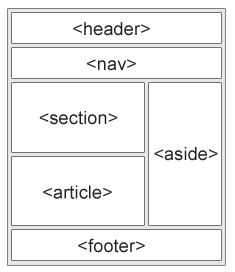 <header>
<nav>
<section>
<aside>
<article>
<footer>